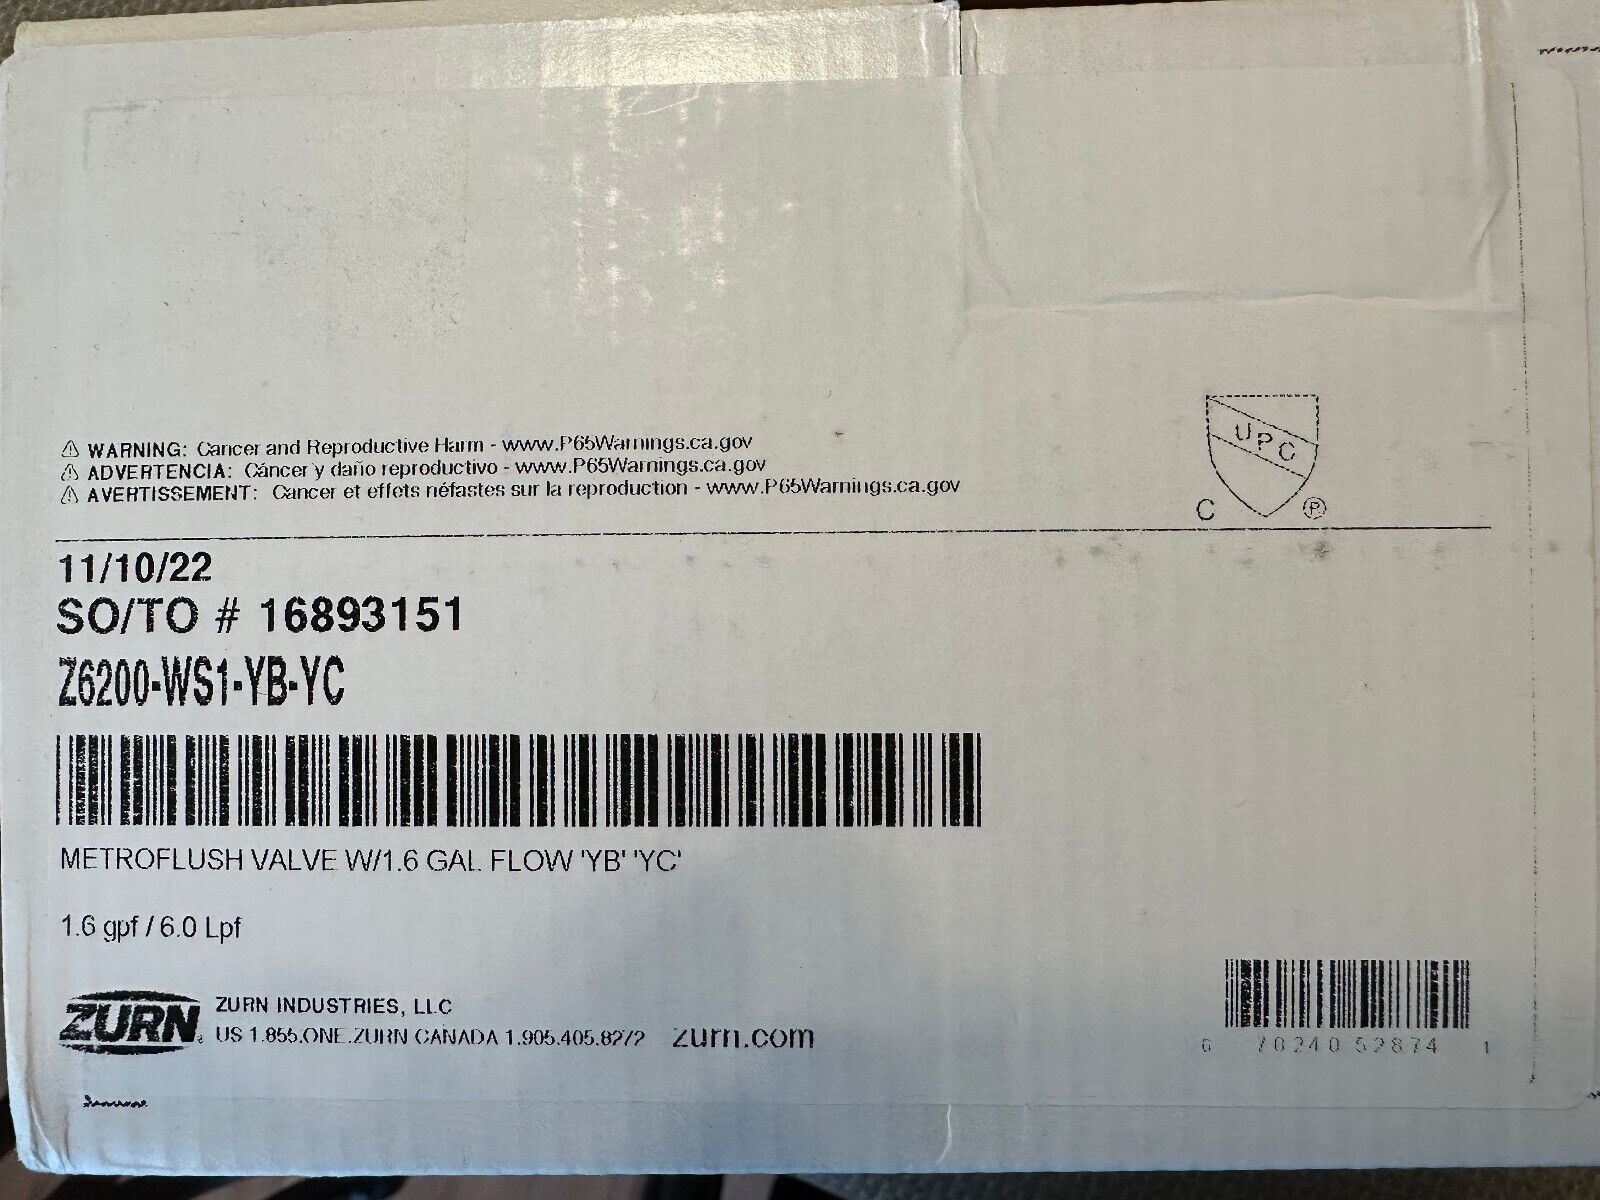 ⚠ WARNING: Cancer and Reproductive Harm - www.P65Warnings.ca.gov
⚠ ADVERTENCIA: Cáncer y daño reproductivo - www.P65Warnings.ca.gov
⚠ AVERTISSEMENT: Cancer et effets néfastes sur la reproduction - www.P65Warnings.ca.gov
UPC
C ®
11/10/22
SO/TO # 16893151
Z6200-WS1-YB-YC
METROFLUSH VALVE W/1.6 GAL FLOW 'YB' 'YC'
1.6 gpf / 6.0 Lpf
ZURN
ZURN INDUSTRIES, LLC
US 1.855.ONE.ZURN CANADA 1.905.405.8272 zurn.com
6 70240 52874 1